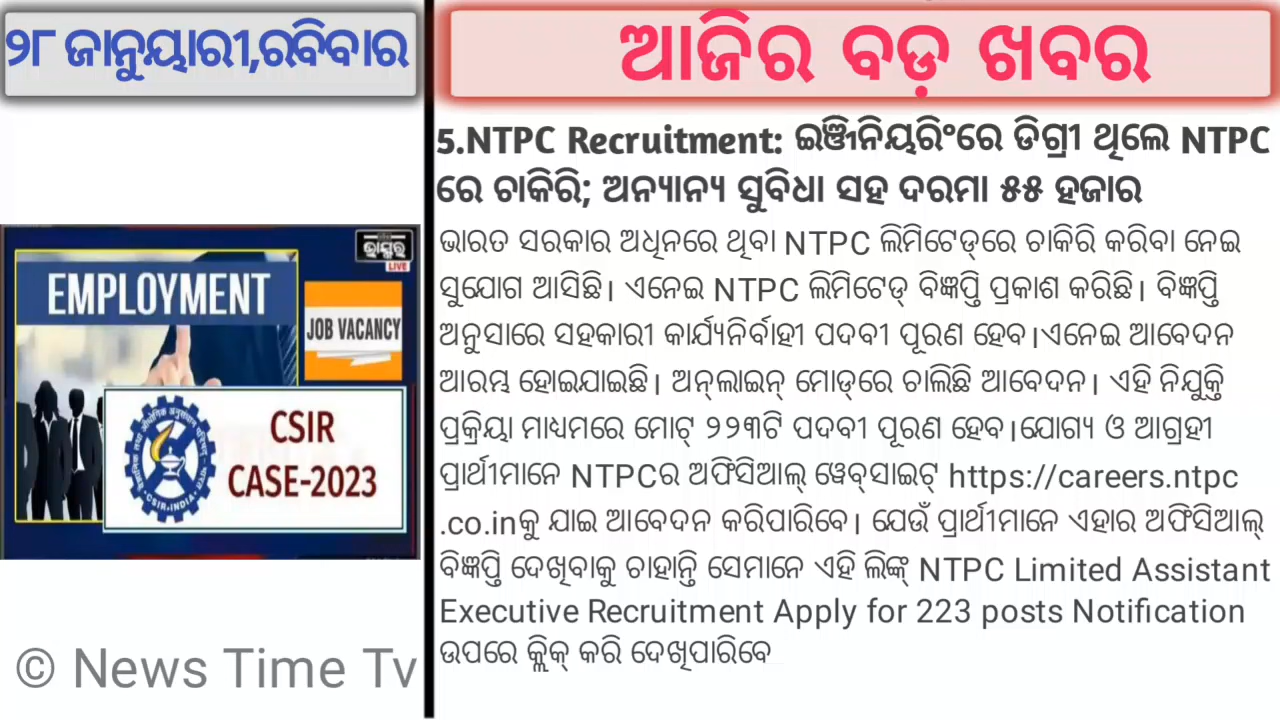 ୨୮ ଜାନୁୟାରୀ,ରବିବାର
ଆଜିର ବଡ଼ ଖବର
5.NTPC Recruitment: ଇଞ୍ଜିନିୟରିଂରେ ଡିଗ୍ରୀ ଥିଲେ NTPC
ରେ ଚାକିରି; ଅନ୍ୟାନ୍ୟ ସୁବିଧା ସହ ଦରମା ୫୫ ହଜାର
ଭାରତ ସରକାର ଅଧିନରେ ଥିବା NTPC ଲିମିଟେଡ୍‌ରେ ଚାକିରି କରିବା ନେଇ
ସୁଯୋଗ ଆସିଛି। ଏନେଇ NTPC ଲିମିଟେଡ୍ ବିଜ୍ଞପ୍ତି ପ୍ରକାଶ କରିଛି। ବିଜ୍ଞପ୍ତି
ଅନୁସାରେ ସହକାରୀ କାର୍ଯ୍ୟନିର୍ବାହୀ ପଦବୀ ପୂରଣ ହେବ।ଏନେଇ ଆବେଦନ
ଆରମ୍ଭ ହୋଇଯାଇଛି। ଅନ୍‌ଲାଇନ୍ ମୋଡ୍‌ରେ ଚାଲିଛି ଆବେଦନ। ଏହି ନିଯୁକ୍ତି
ପ୍ରକ୍ରିୟା ମାଧ୍ୟମରେ ମୋଟ୍ ୨୨୩ଟି ପଦବୀ ପୂରଣ ହେବ।ଯୋଗ୍ୟ ଓ ଆଗ୍ରହୀ
ପ୍ରାର୍ଥୀମାନେ NTPCର ଅଫିସିଆଲ୍ ୱେବ୍‌ସାଇଟ୍ https://careers.ntpc
.co.inକୁ ଯାଇ ଆବେଦନ କରିପାରିବେ। ଯେଉଁ ପ୍ରାର୍ଥୀମାନେ ଏହାର ଅଫିସିଆଲ୍
ବିଜ୍ଞପ୍ତି ଦେଖିବାକୁ ଚାହାନ୍ତି ସେମାନେ ଏହି ଲିଙ୍କ୍ NTPC Limited Assistant
Executive Recruitment Apply for 223 posts Notification
ଉପରେ କ୍ଲିକ୍ କରି ଦେଖିପାରିବେ
ଭାସ୍କର
LIVE
EMPLOYMENT
JOB VACANCY
CSIR
CASE-2023
CSIR-INDIA
© News Time Tv